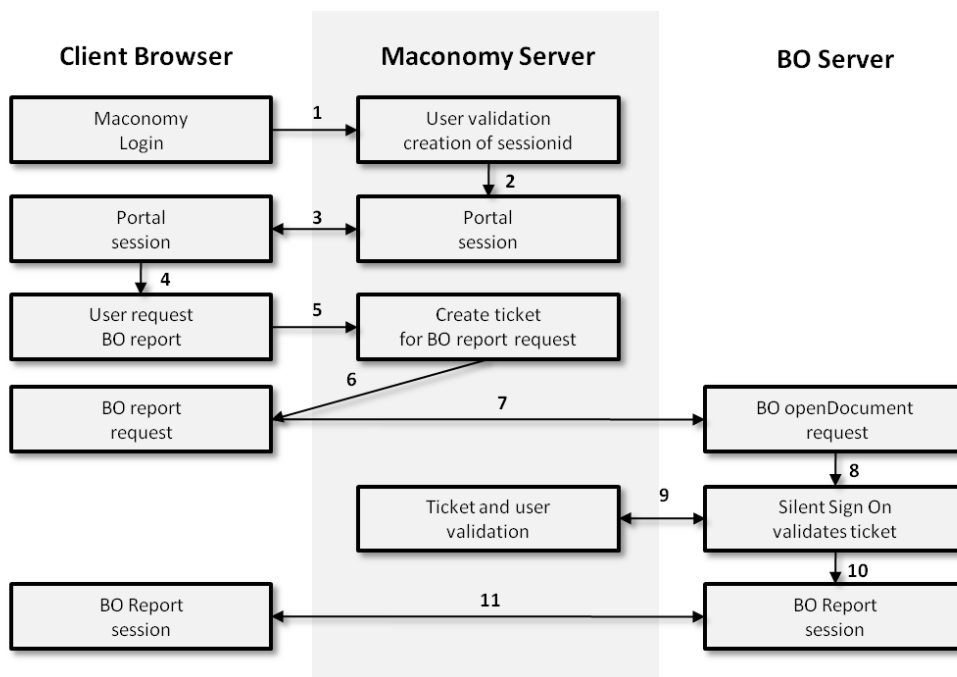 Client Browser
Maconomy Server
BO Server
Maconomy
Login
1
User validation
creation of sessionid
2
Portal
session
3
Portal
session
4
User request
BO report
5
Create ticket
for BO report request
6
BO report
request
7
BO openDocument
request
8
Ticket and user
validation
9
Silent Sign On
validates ticket
10
BO Report
session
11
BO Report
session